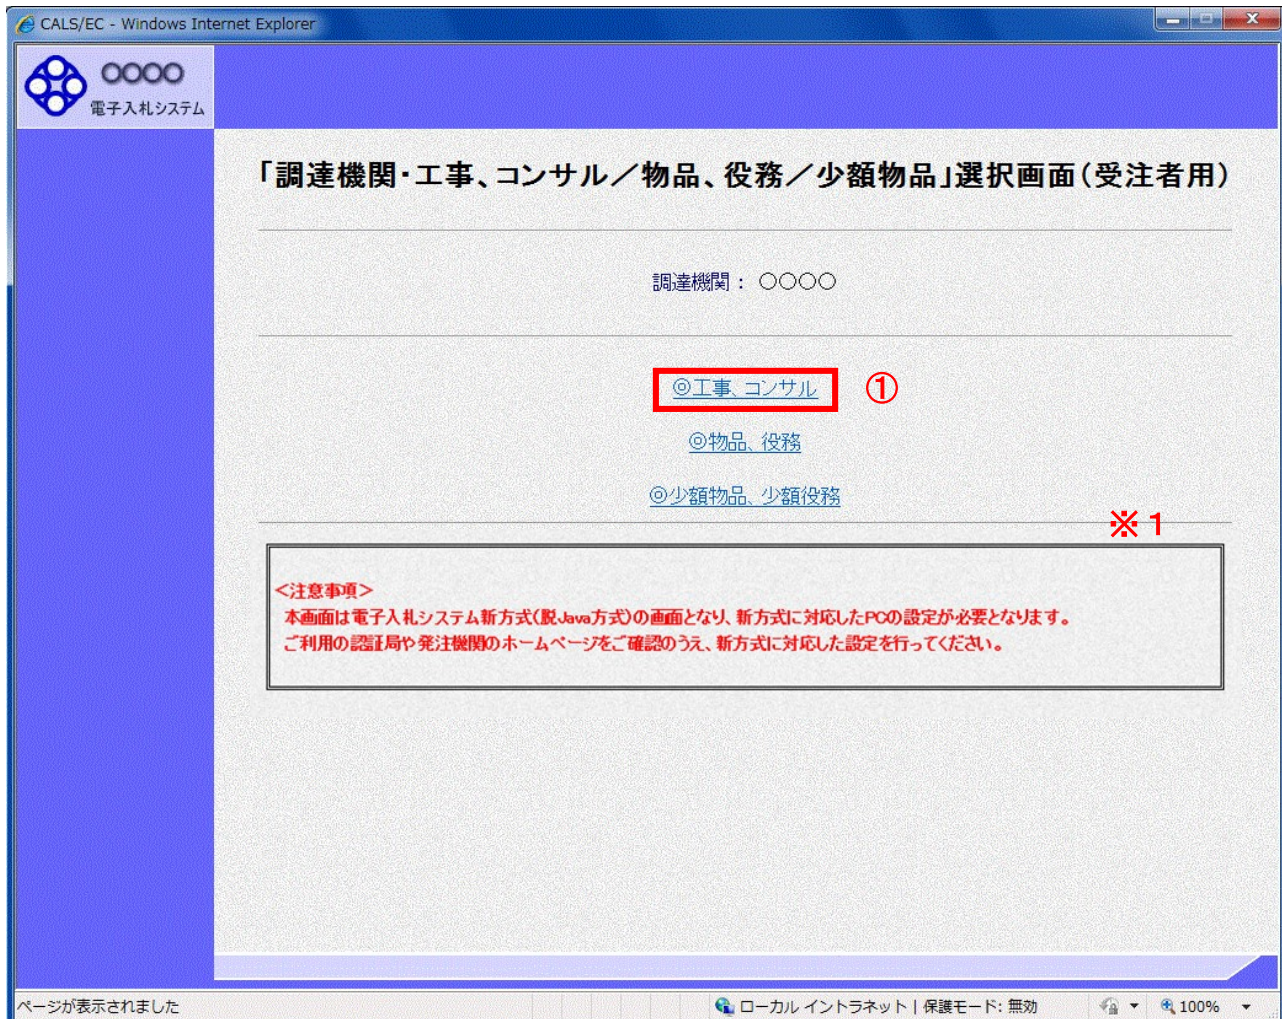 CALS/EC - Windows Internet Explorer
○○○○
電子入札システム
「調達機関・工事、コンサル／物品、役務／少額物品」選択画面（受注者用）
調達機関： ○○○○
◎工事、コンサル ①
◎物品、役務
◎少額物品、少額役務
※１
＜注意事項＞
本画面は電子入札システム新方式(脱Java方式)の画面となり、新方式に対応したPCの設定が必要となります。
ご利用の認証局や発注機関のホームページをご確認のうえ、新方式に対応した設定を行ってください。
ページが表示されました ローカル イントラネット | 保護モード: 無効 100%